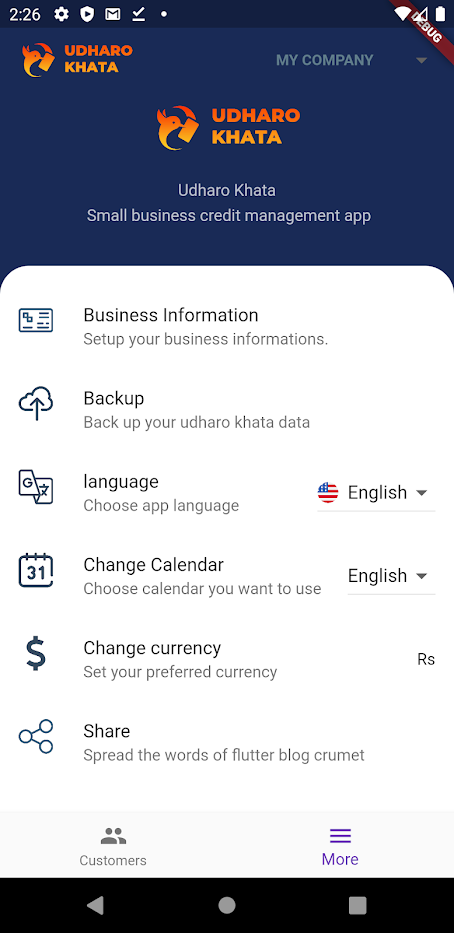 2:26
DEBUG
UDHARO
KHATA
MY COMPANY
UDHARO
KHATA
Udharo Khata
Small business credit management app
Business Information
Setup your business informations.
Backup
Back up your udharo khata data
G
language
Choose app language
English
31
Change Calendar
Choose calendar you want to use
English
$
Change currency
Set your preferred currency
Rs
Share
Spread the words of flutter blog crumet
Customers
More